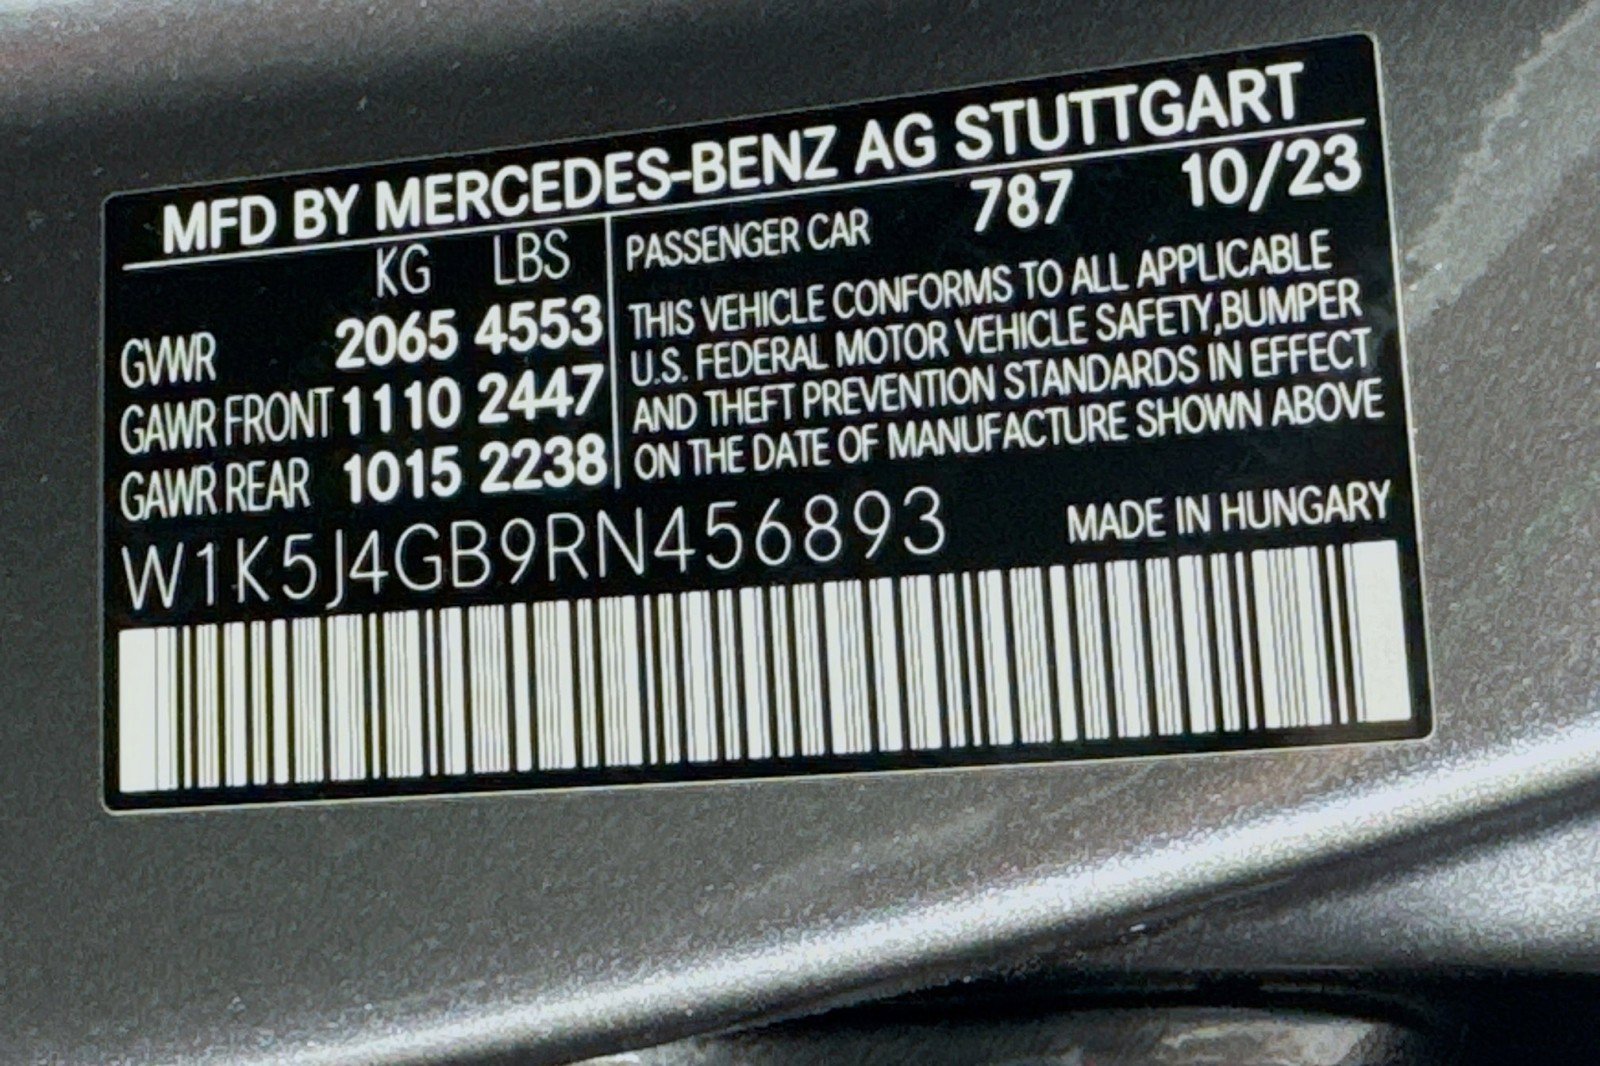 MFD BY MERCEDES-BENZ AG STUTTGART
KG LBS
GVWR 2065 4553
GAWR FRONT 1110 2447
GAWR REAR 1015 2238
PASSENGER CAR 787 10/23
THIS VEHICLE CONFORMS TO ALL APPLICABLE
U.S. FEDERAL MOTOR VEHICLE SAFETY,BUMPER
AND THEFT PREVENTION STANDARDS IN EFFECT
ON THE DATE OF MANUFACTURE SHOWN ABOVE
W1K5J4GB9RN456893
MADE IN HUNGARY